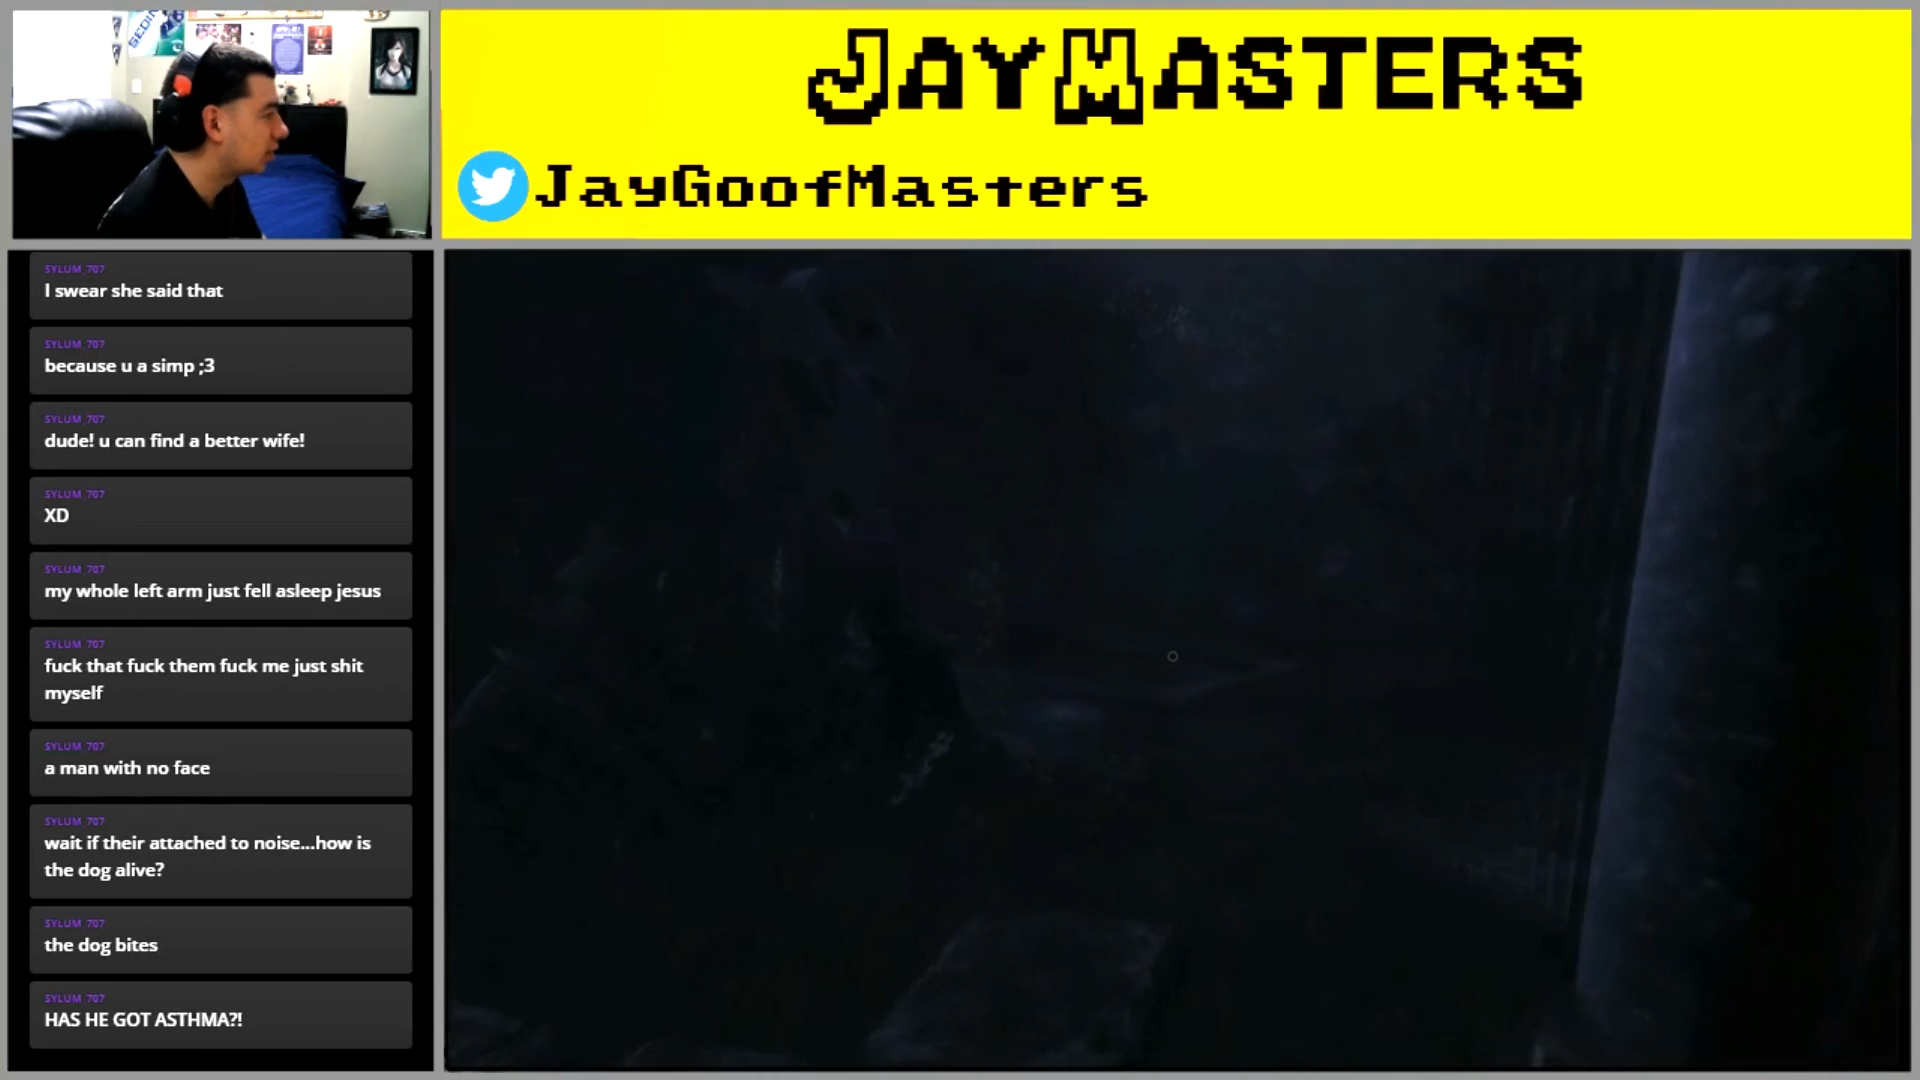 SEDIN
JAYMASTERS
JayGoofMasters
SYLUM_707
I swear she said that
SYLUM_707
because u a simp ;3
SYLUM_707
dude! u can find a better wife!
SYLUM_707
XD
SYLUM_707
my whole left arm just fell asleep jesus
SYLUM_707
fuck that fuck them fuck me just shit
myself
SYLUM_707
a man with no face
SYLUM_707
wait if their attached to noise...how is
the dog alive?
SYLUM_707
the dog bites
SYLUM_707
HAS HE GOT ASTHMA?!